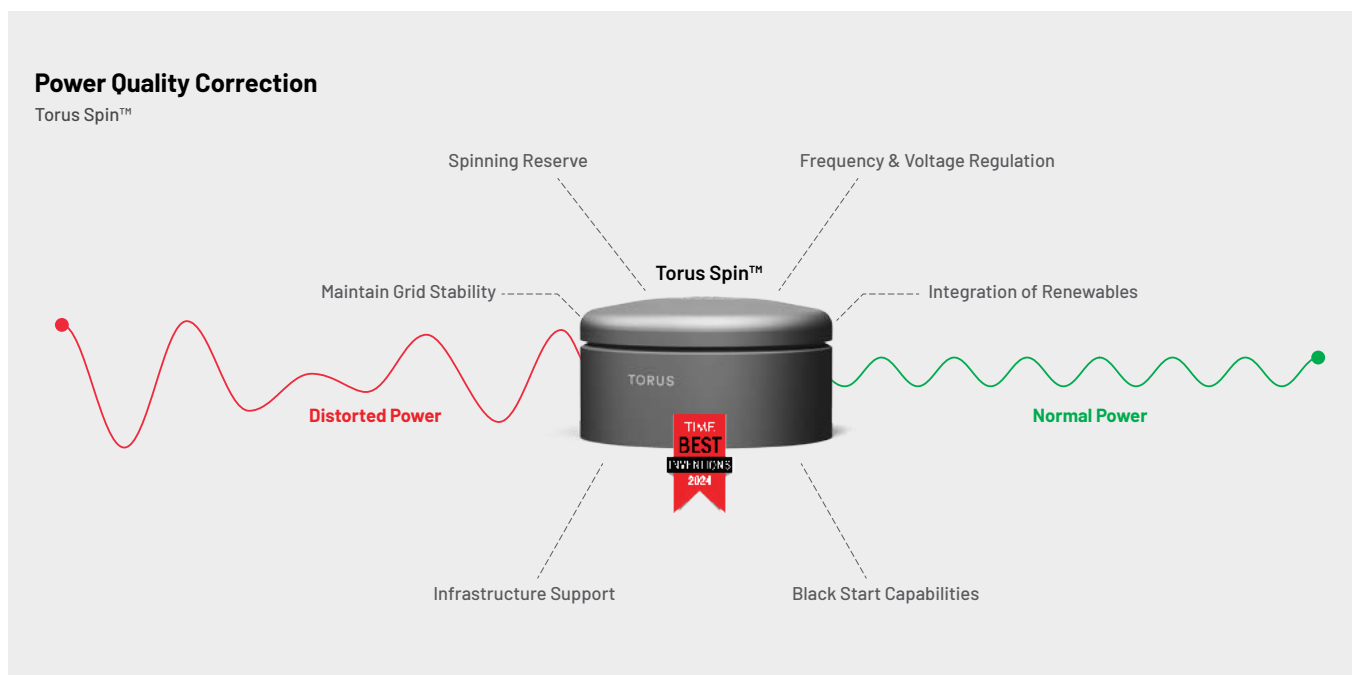 Power Quality Correction
Torus Spin™
Spinning Reserve
Frequency & Voltage Regulation
Torus Spin™
Maintain Grid Stability
Integration of Renewables
TORUS
Distorted Power
Normal Power
TIME
BEST
INVENTIONS
2024
Infrastructure Support
Black Start Capabilities